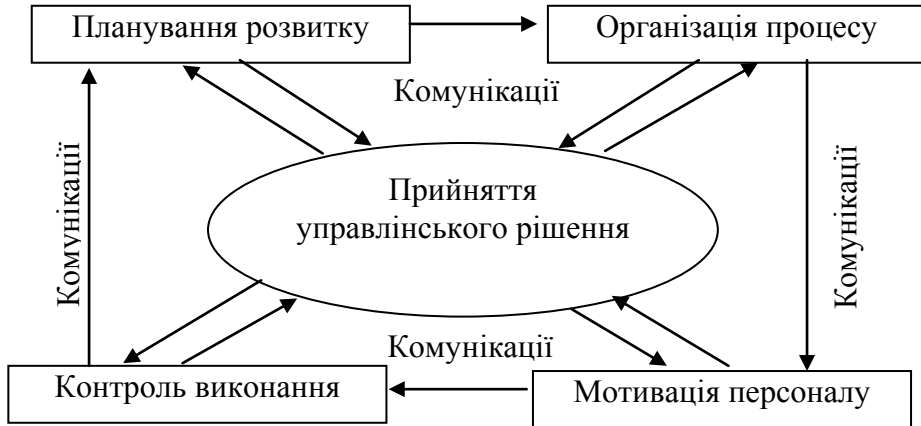 Планування розвитку
Організація процесу
Комунікації
Комунікації
Комунікації
Прийняття
управлінського рішення
Комунікації
Контроль виконання
Мотивація персоналу